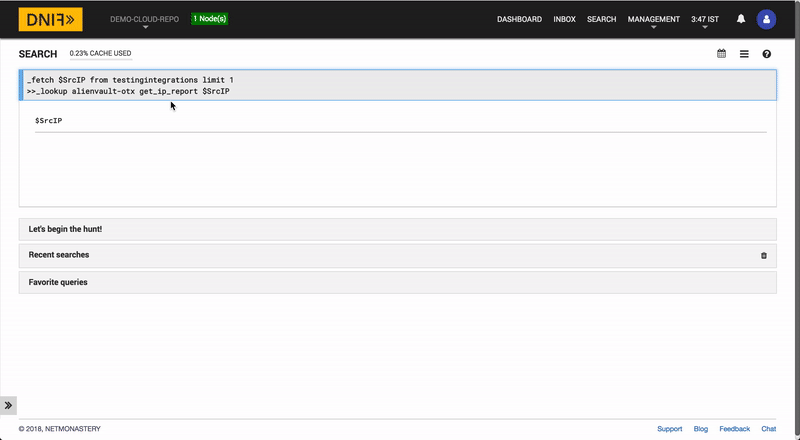 DNIF»
DEMO-CLOUD-REPO
1 Node(s)
DASHBOARD INBOX SEARCH MANAGEMENT 3:47 IST
SEARCH 0.23% CACHE USED
_fetch $SrcIP from testingintegrations limit 1
>>_lookup alienvault-otx get_ip_report $SrcIP
$SrcIP
Let's begin the hunt!
Recent searches
Favorite queries
© 2018, NETMONASTERY
Support Blog Feedback Chat